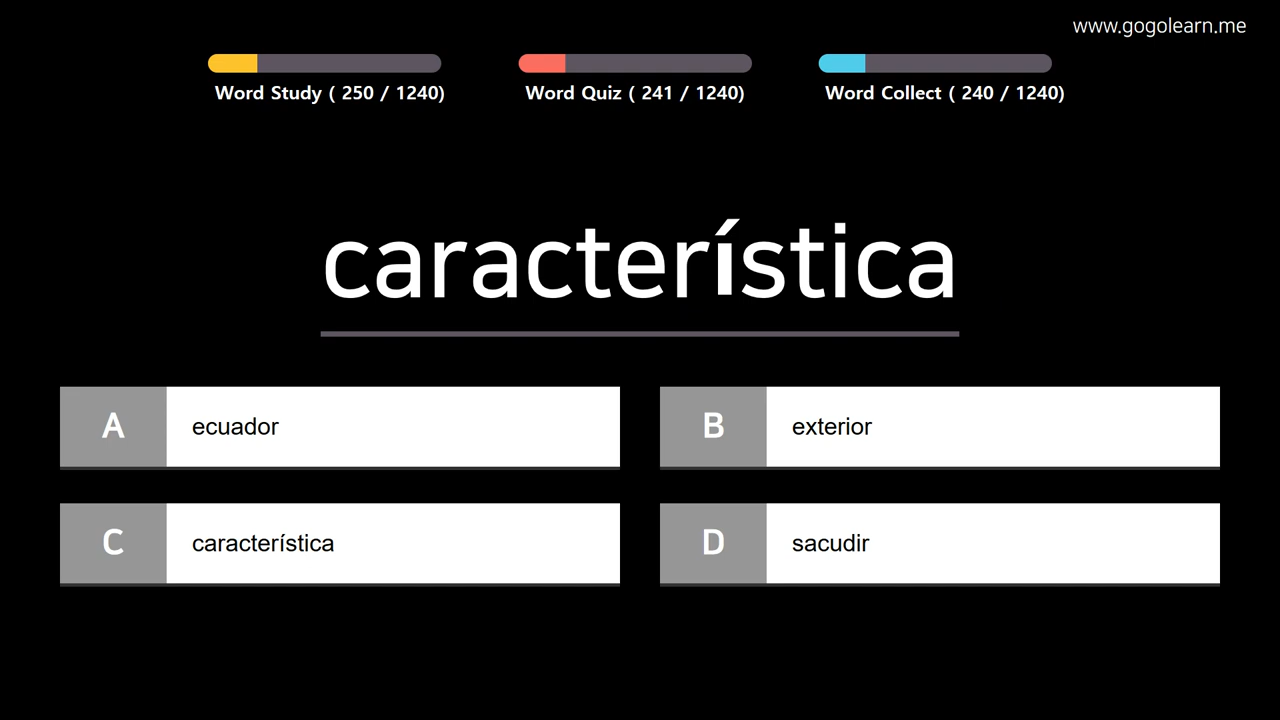 www.gogolearn.me
Word Study ( 250 / 1240)
Word Quiz ( 241 / 1240)
Word Collect ( 240 / 1240)
característica
A
ecuador
B
exterior
C
característica
D
sacudir